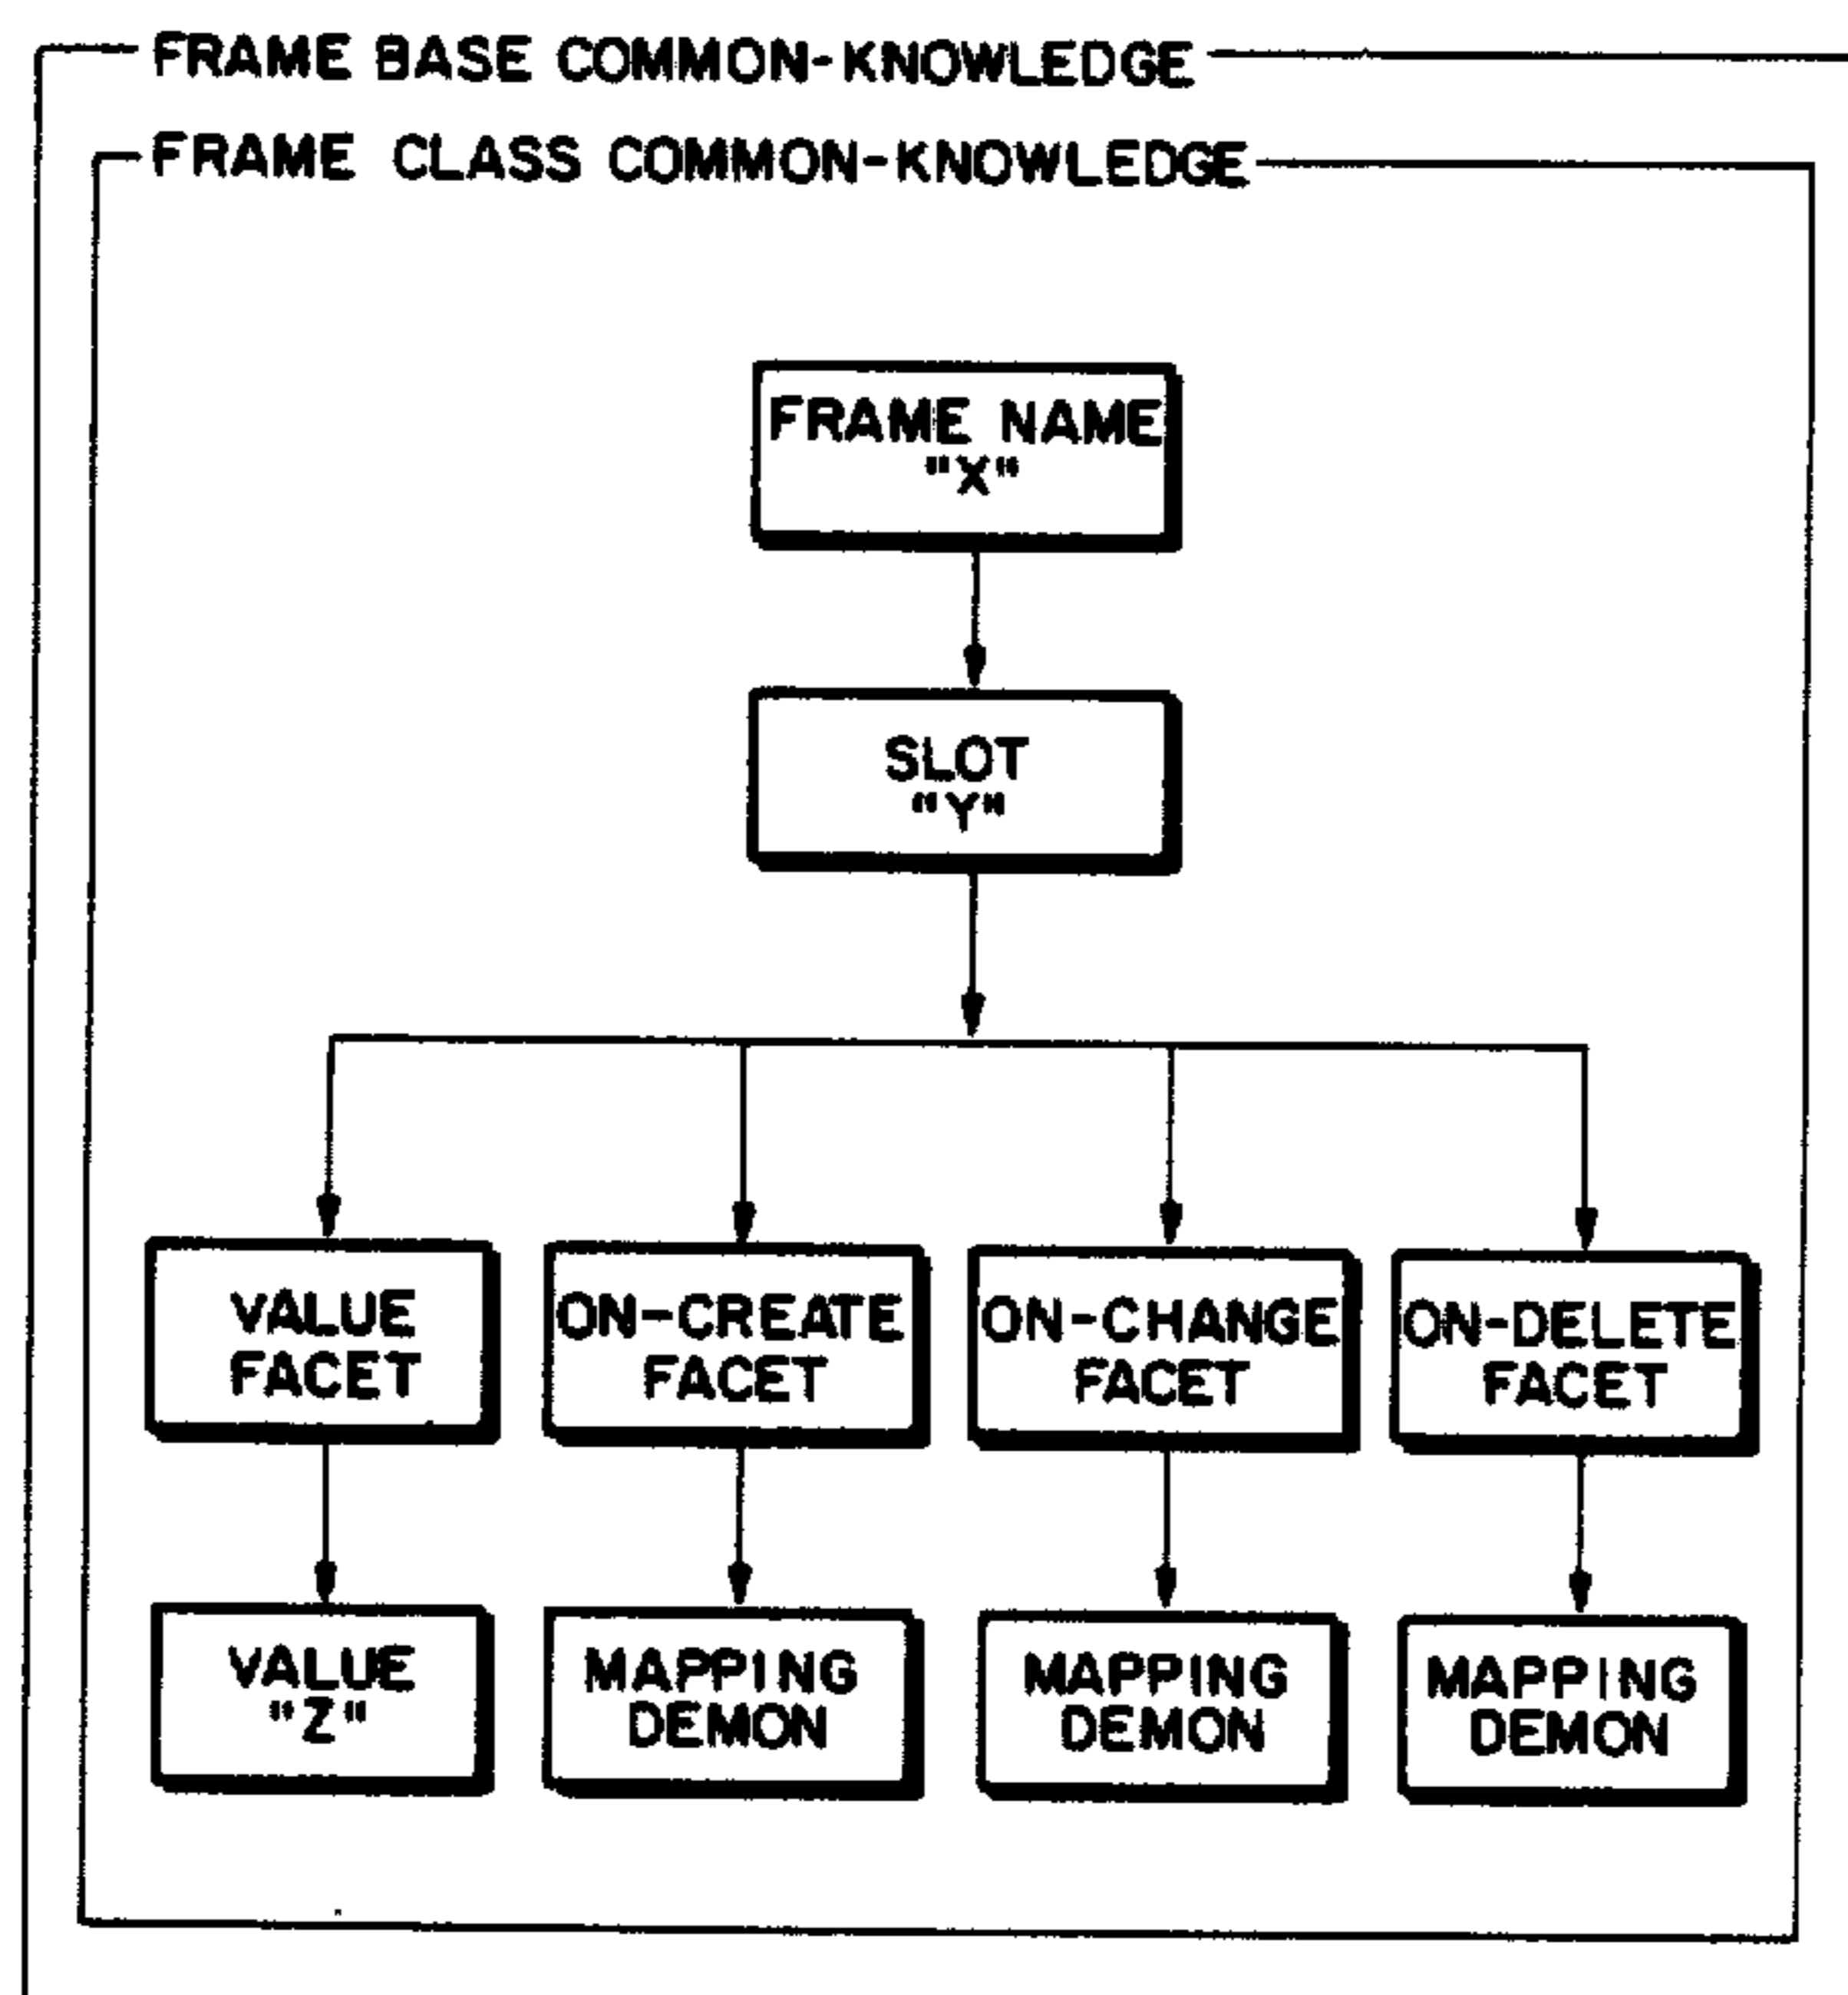 FRAME BASE COMMON-KNOWLEDGE
FRAME CLASS COMMON-KNOWLEDGE
FRAME NAME
"X"
SLOT
"Y"
VALUE
FACET
ON-CREATE
FACET
ON-CHANGE
FACET
ON-DELETE
FACET
VALUE
"Z"
MAPPING
DEMON
MAPPING
DEMON
MAPPING
DEMON